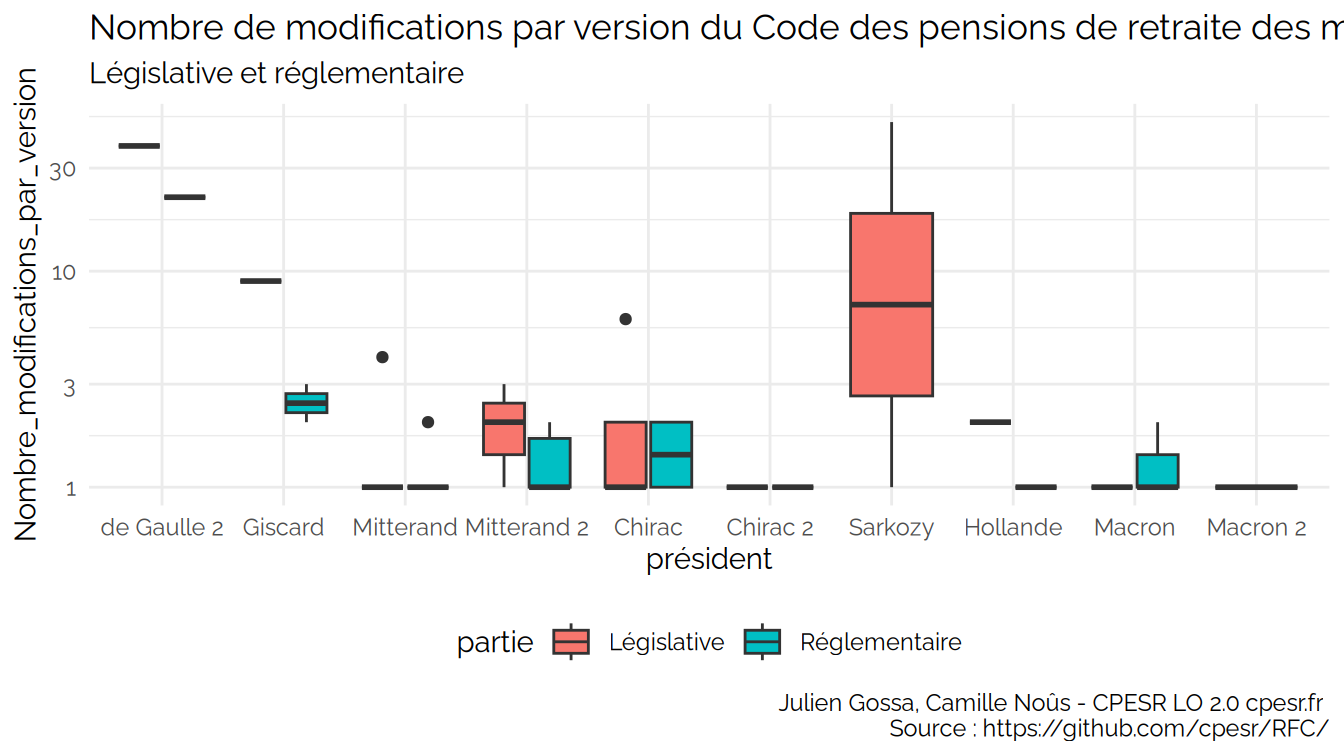 Nombre de modifications par version du Code des pensions de retraite des
Législative et réglementaire
Nombre_modifications_par_version
30
10
3
1
de Gaulle 2 Giscard Mitterand Mitterand 2 Chirac Chirac 2 Sarkozy Hollande Macron Macron 2
président
partie Législative Réglementaire
Julien Gossa, Camille Noûs - CPESR LO 2.0 cpesr.fr
Source : https://github.com/cpesr/RFC/